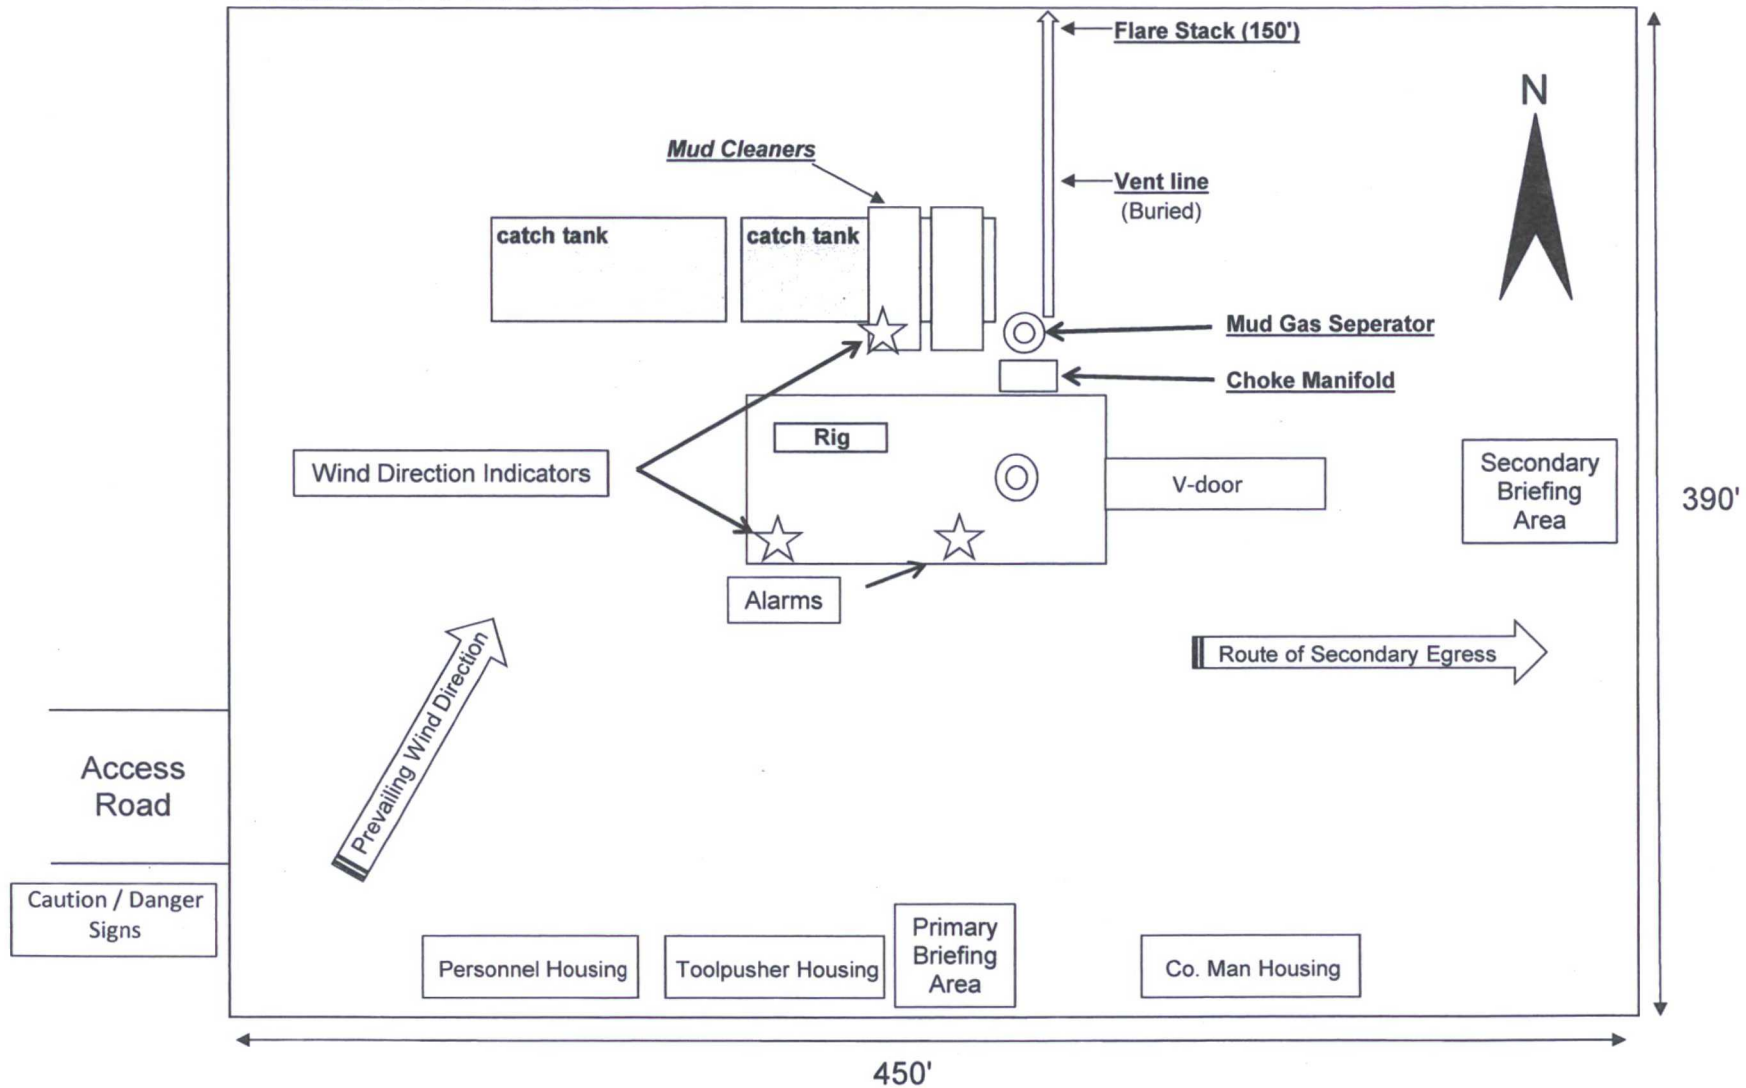 Flare Stack (150')
N
Mud Cleaners
Vent line
(Buried)
catch tank
catch tank
Mud Gas Seperator
Choke Manifold
Rig
Wind Direction Indicators
V-door
Secondary
Briefing
Area
390'
Alarms
Prevailing Wind Direction
Route of Secondary Egress
Access
Road
Caution / Danger
Signs
Personnel Housing
Toolpusher Housing
Primary
Briefing
Area
Co. Man Housing
450'